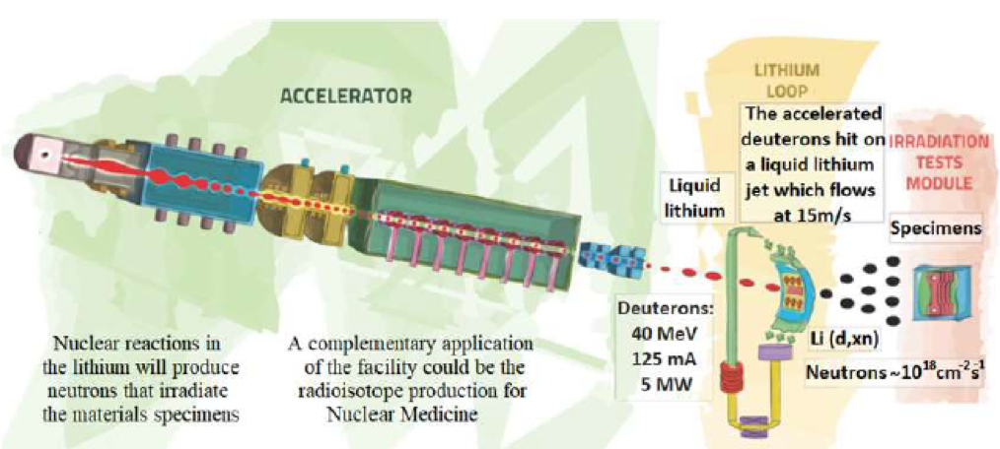 ACCELERATOR
LITHIUM
LOOP
The accelerated
deuterons hit on
a liquid lithium
jet which flows
at 15m/s
IRRADIATION
TESTS
MODULE
Liquid
lithium
Specimens
Deuterons:
40 MeV
125 mA
5 MW
Li (d,xn)
Neutrons ~10¹⁸cm⁻²s⁻¹
Nuclear reactions in
the lithium will produce
neutrons that irradiate
the materials specimens
A complementary application
of the facility could be the
radioisotope production for
Nuclear Medicine